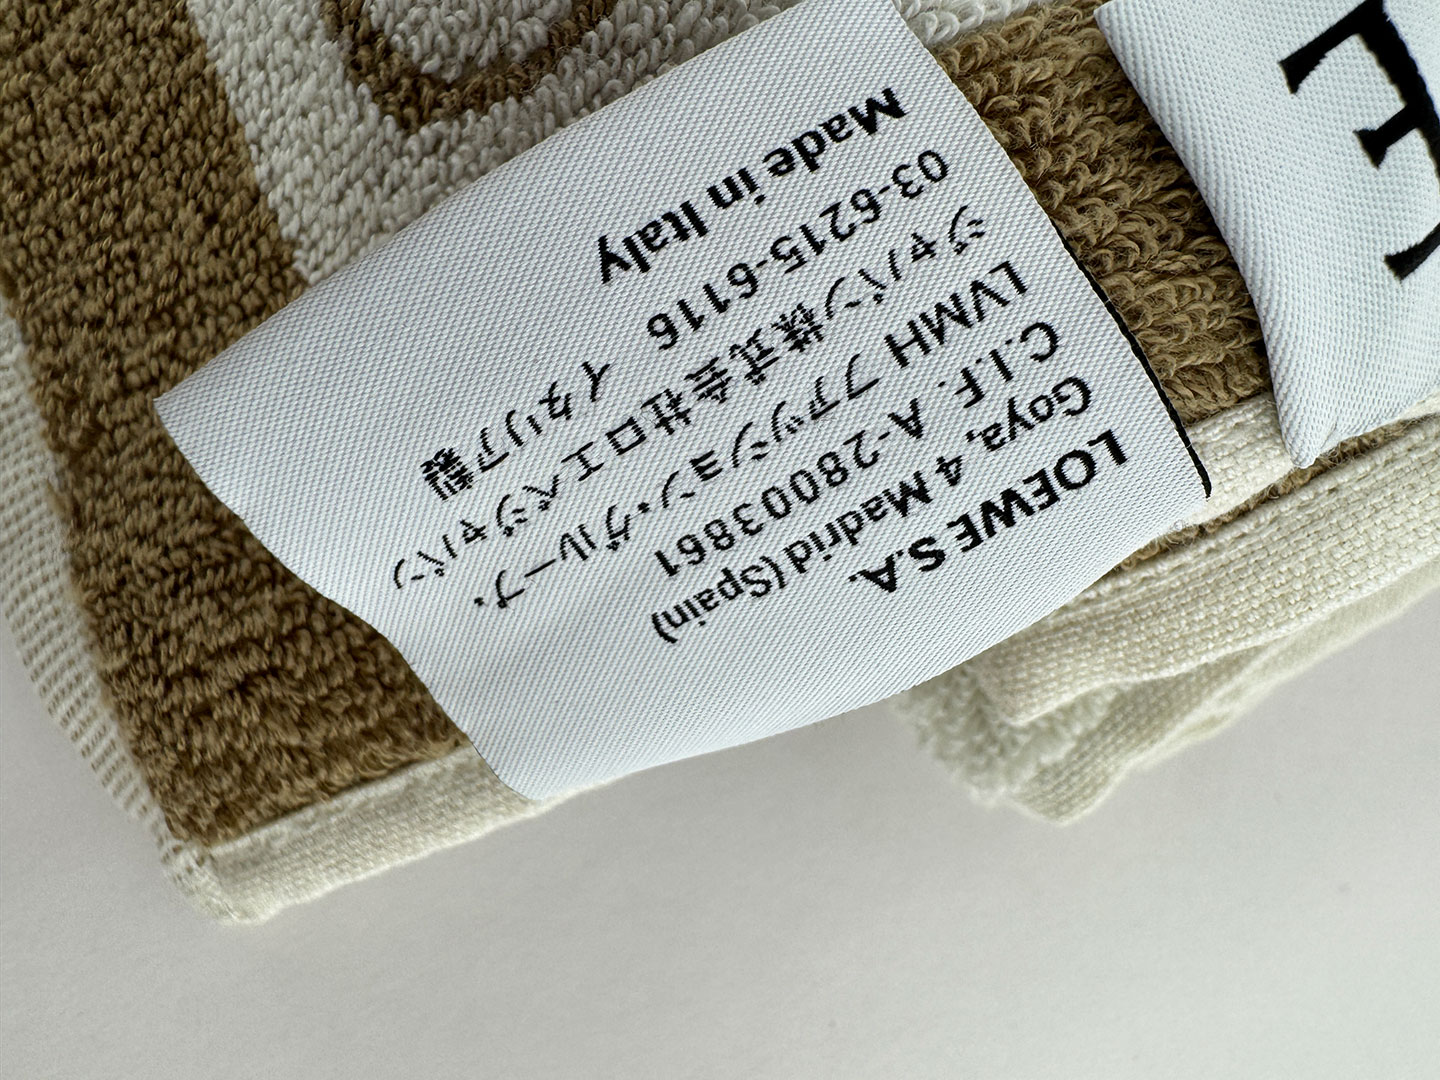 LOEWE S.A.
Goya, 4 Madrid (Spain)
C.I.F. A-28003861
LVMH ファッション・グループ・
ジャパン株式会社ロエベジャパン
03-6215-6116 イタリア製
Made in Italy